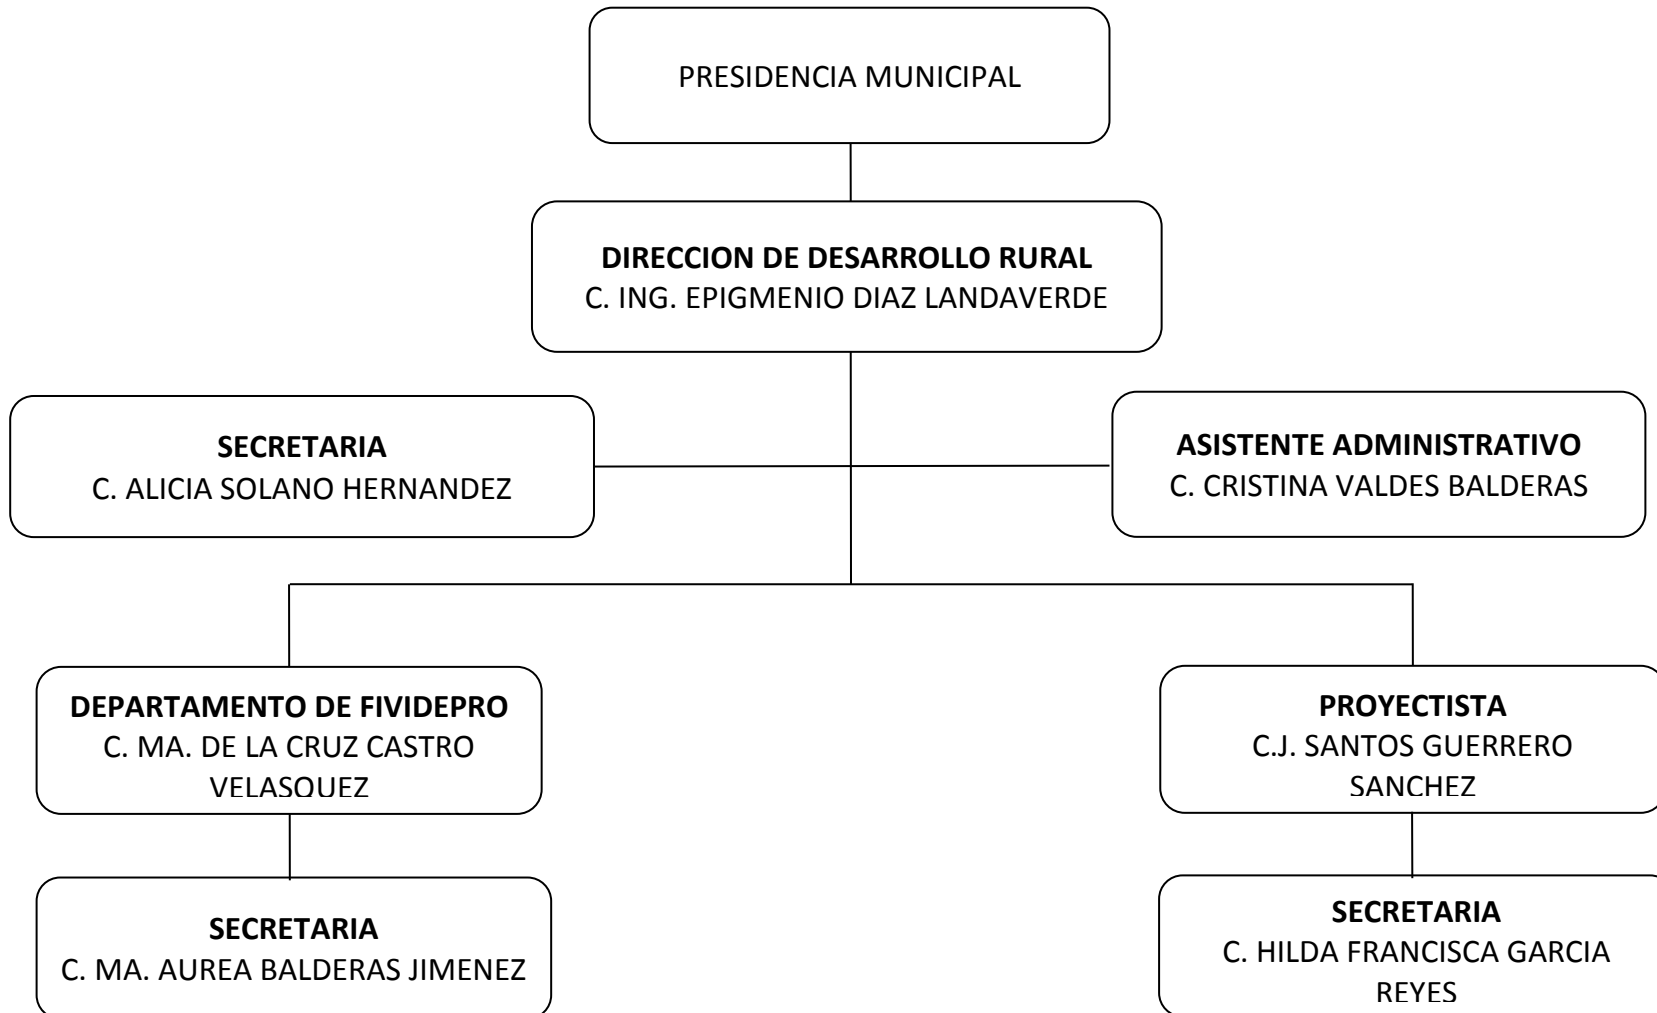 PRESIDENCIA MUNICIPAL
DIRECCION DE DESARROLLO RURAL
C. ING. EPIGMENIO DIAZ LANDAVERDE
SECRETARIA
C. ALICIA SOLANO HERNANDEZ
ASISTENTE ADMINISTRATIVO
C. CRISTINA VALDES BALDERAS
DEPARTAMENTO DE FIVIDEPRO
C. MA. DE LA CRUZ CASTRO
VELASQUEZ
PROYECTISTA
C.J. SANTOS GUERRERO
SANCHEZ
SECRETARIA
C. MA. AUREA BALDERAS JIMENEZ
SECRETARIA
C. HILDA FRANCISCA GARCIA
REYES